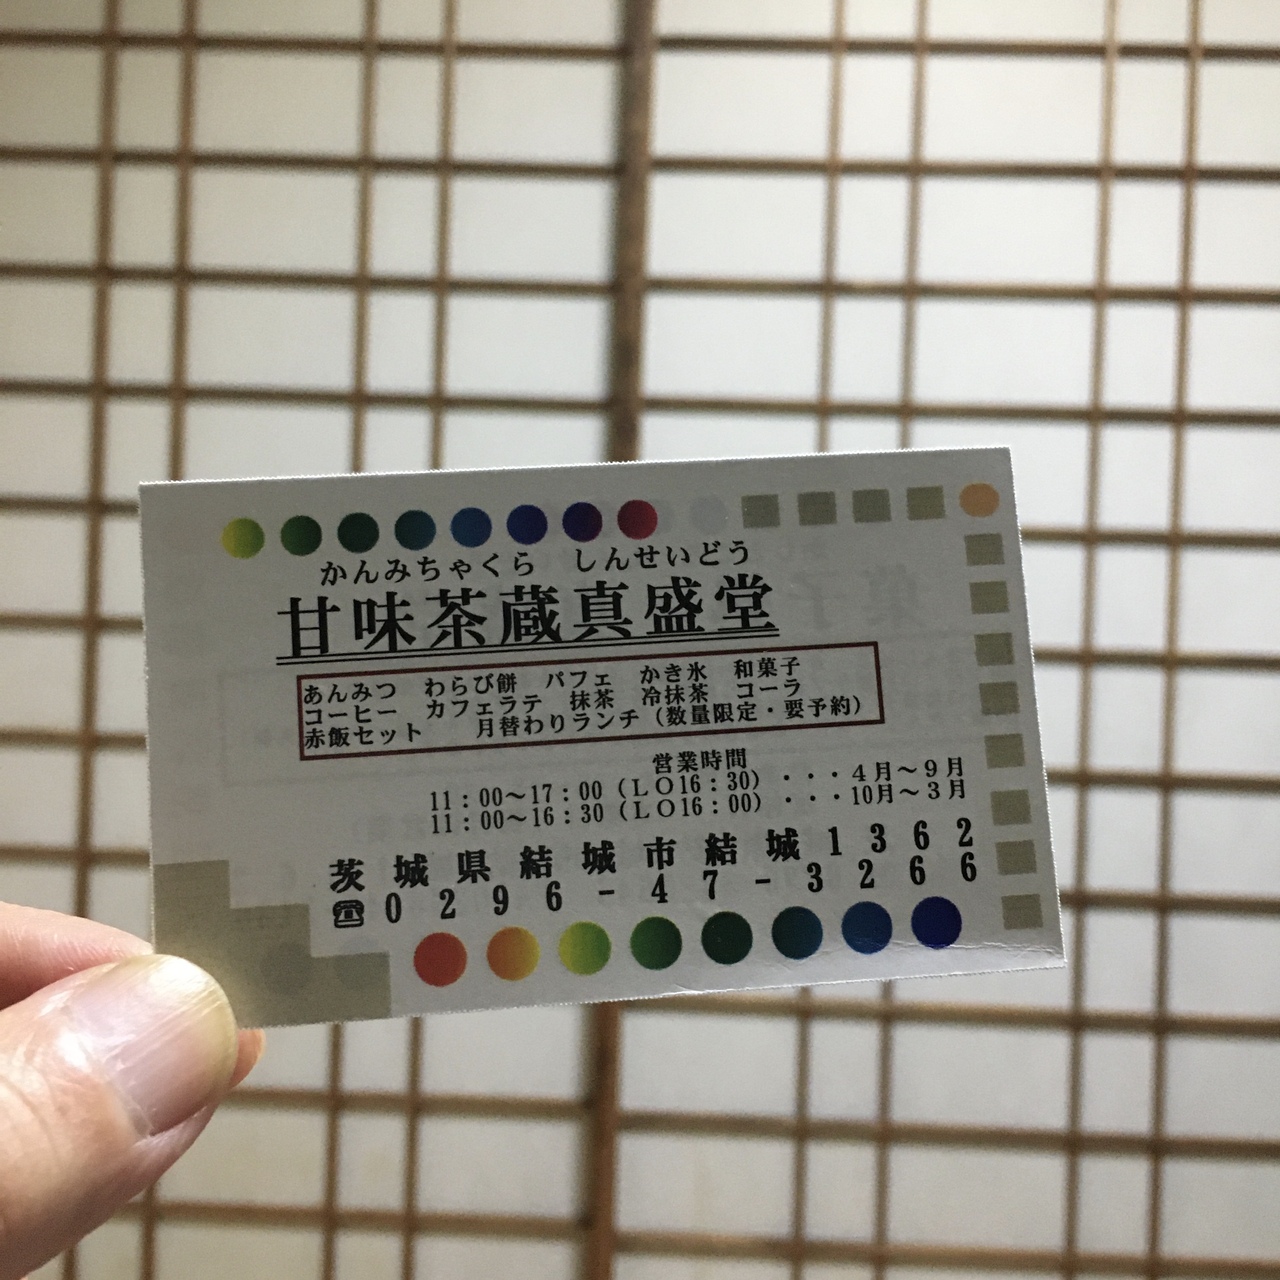 かんみちゃくら　しんせいどう
甘味茶蔵真盛堂
あんみつ　わらび餅　パフェ　かき氷　和菓子
コーヒー　カフェラテ　抹茶　冷抹茶　コーラ
赤飯セット　　月替わりランチ（数量限定・要予約）
営業時間
11：00～17：00（ＬＯ16：30）・・・４月～９月
11：00～16：30（ＬＯ16：00）・・・10月～３月
茨城県結城市結城１３６２
☎０２９６－４７－３２６６